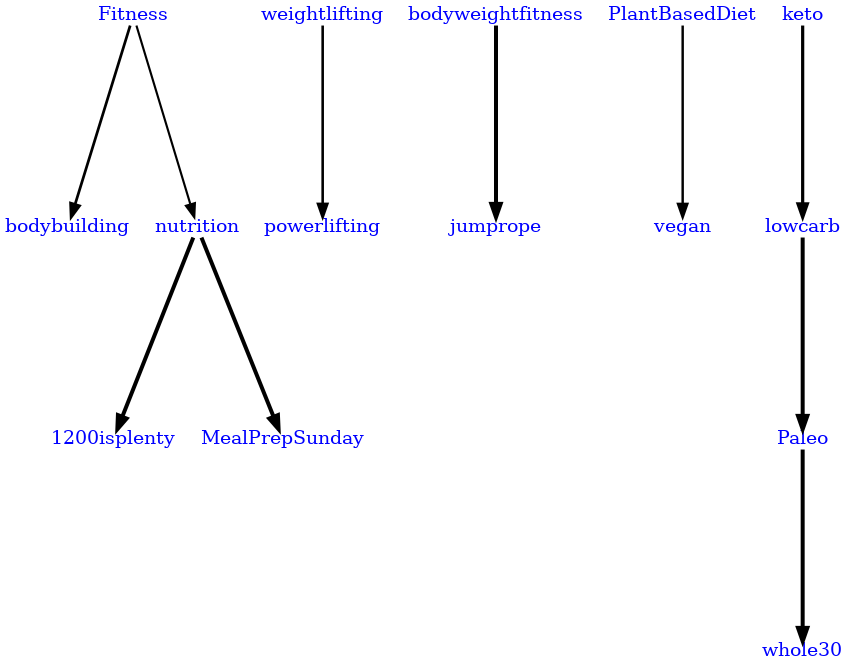 Fitness
weightlifting
bodyweightfitness
PlantBasedDiet
keto
bodybuilding
nutrition
powerlifting
jumprope
vegan
lowcarb
1200isplenty
MealPrepSunday
Paleo
whole30